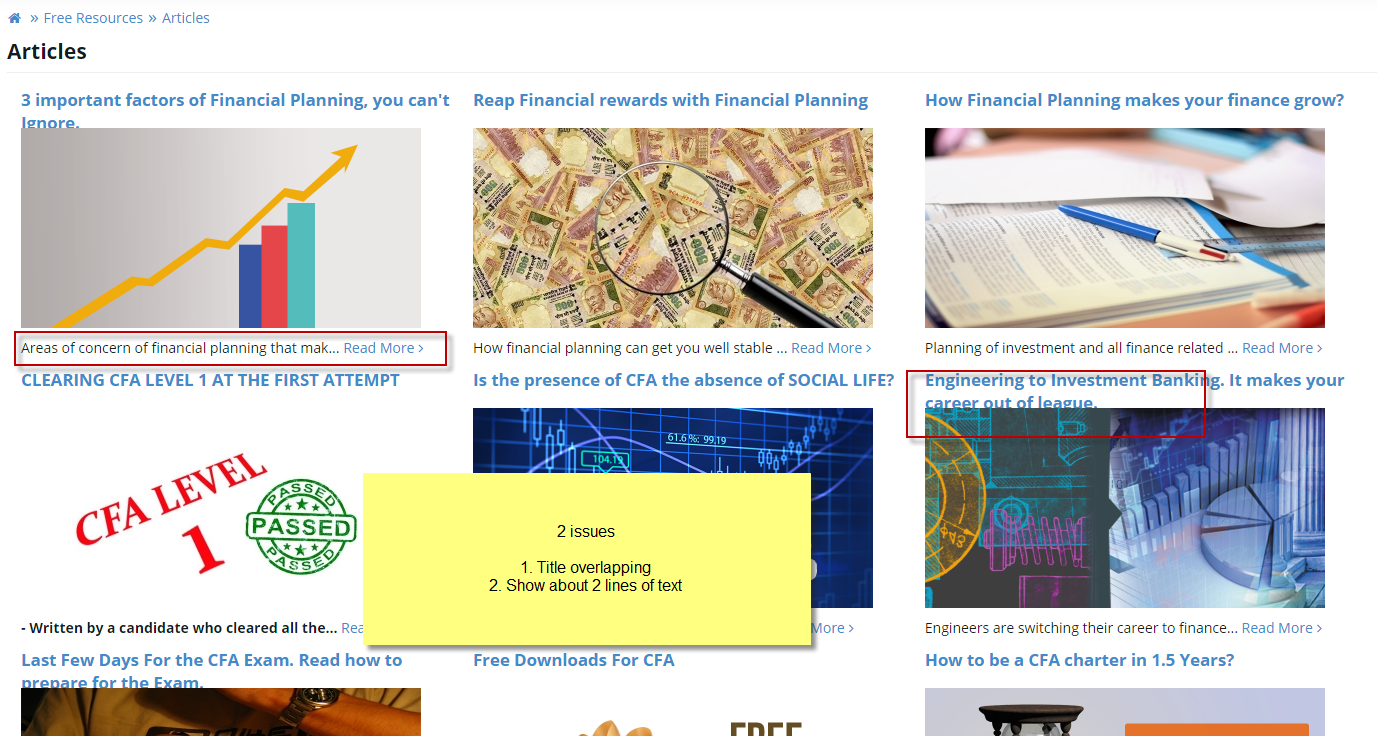 » Free Resources » Articles
Articles
3 important factors of Financial Planning, you can't
Ignore.
Reap Financial rewards with Financial Planning
How Financial Planning makes your finance grow?
Areas of concern of financial planning that mak... Read More ›
How financial planning can get you well stable ... Read More ›
Planning of investment and all finance related ... Read More ›
CLEARING CFA LEVEL 1 AT THE FIRST ATTEMPT
Is the presence of CFA the absence of SOCIAL LIFE?
Engineering to Investment Banking. It makes your
career out of league.
CFA LEVEL
1
PASSED
PASSED
PASSED
61.6%: 99.19
104.19
2 issues
1. Title overlapping
2. Show about 2 lines of text
- Written by a candidate who cleared all the... Rea
More ›
Engineers are switching their career to finance... Read More ›
Last Few Days For the CFA Exam. Read how to
prepare for the Exam.
Free Downloads For CFA
How to be a CFA charter in 1.5 Years?
FREE